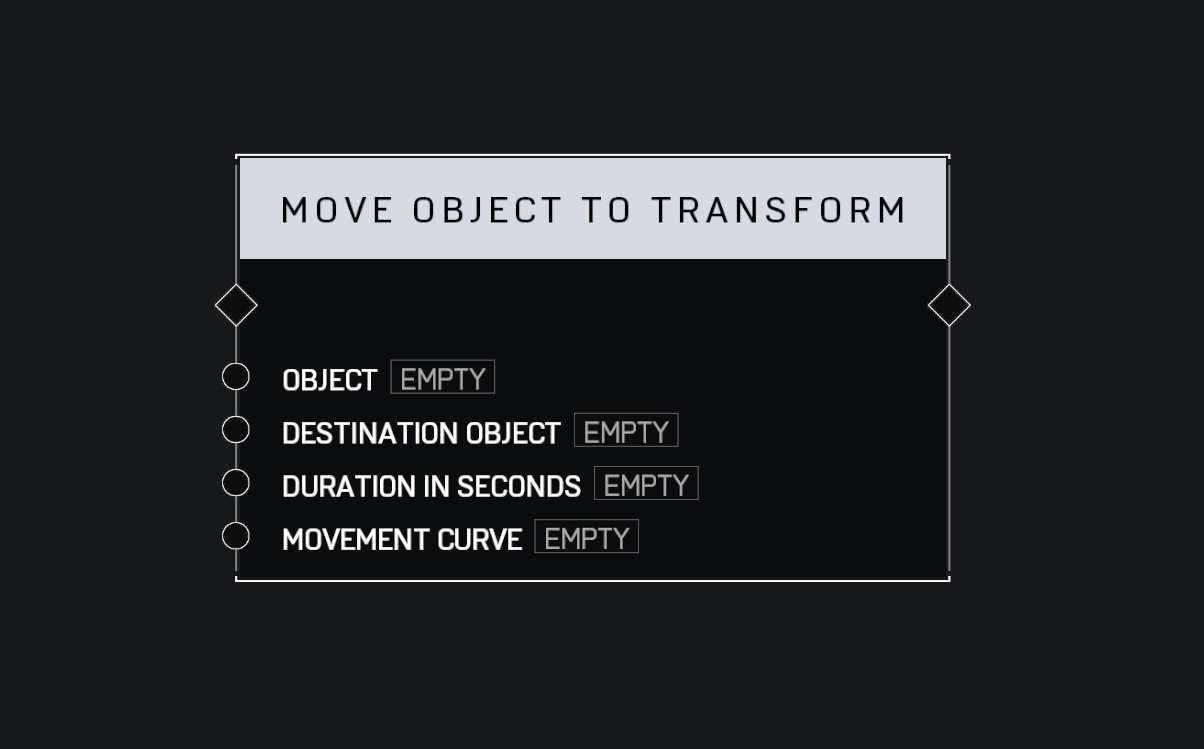 MOVE OBJECT TO TRANSFORM
OBJECT EMPTY
DESTINATION OBJECT EMPTY
DURATION IN SECONDS EMPTY
MOVEMENT CURVE EMPTY